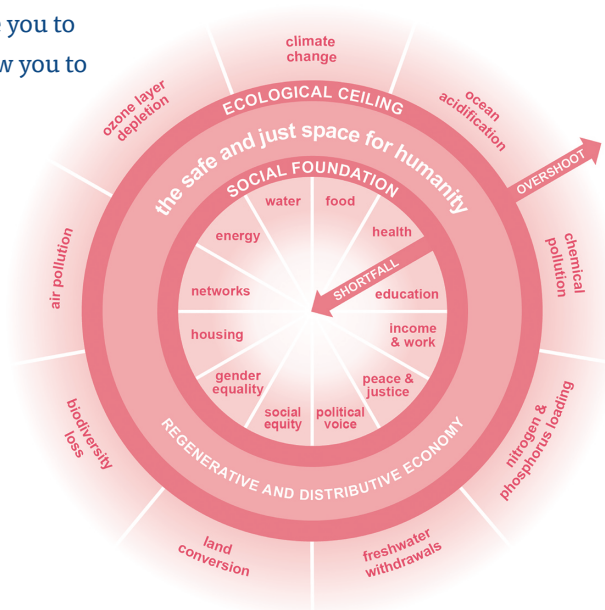 you to
you to
climate
change
ocean
acidification
chemical
pollution
nitrogen &
phosphorus loading
freshwater
withdrawals
land
conversion
biodiversity
loss
air pollution
ozone layer
depletion
OVERSHOOT
ECOLOGICAL CEILING
the safe and just space for humanity
SOCIAL FOUNDATION
water
food
health
SHORTFALL
education
income
& work
peace &
justice
political
voice
social
equity
gender
equality
housing
networks
energy
REGENERATIVE AND DISTRIBUTIVE ECONOMY